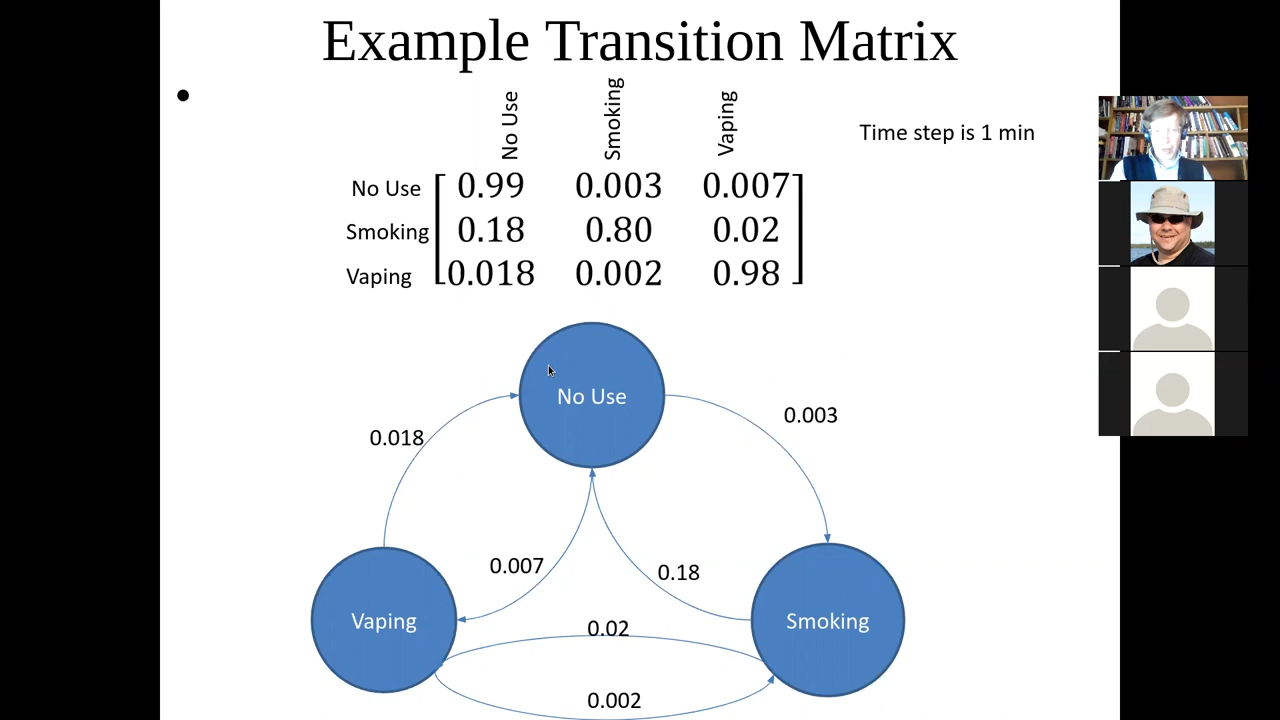 Example Transition Matrix
•
No Use Smoking Vaping
Time step is 1 min
No Use 0.99 0.003 0.007
Smoking 0.18 0.80 0.02
Vaping 0.018 0.002 0.98
No Use
0.003
0.018
0.007
0.18
Vaping
Smoking
0.02
0.002